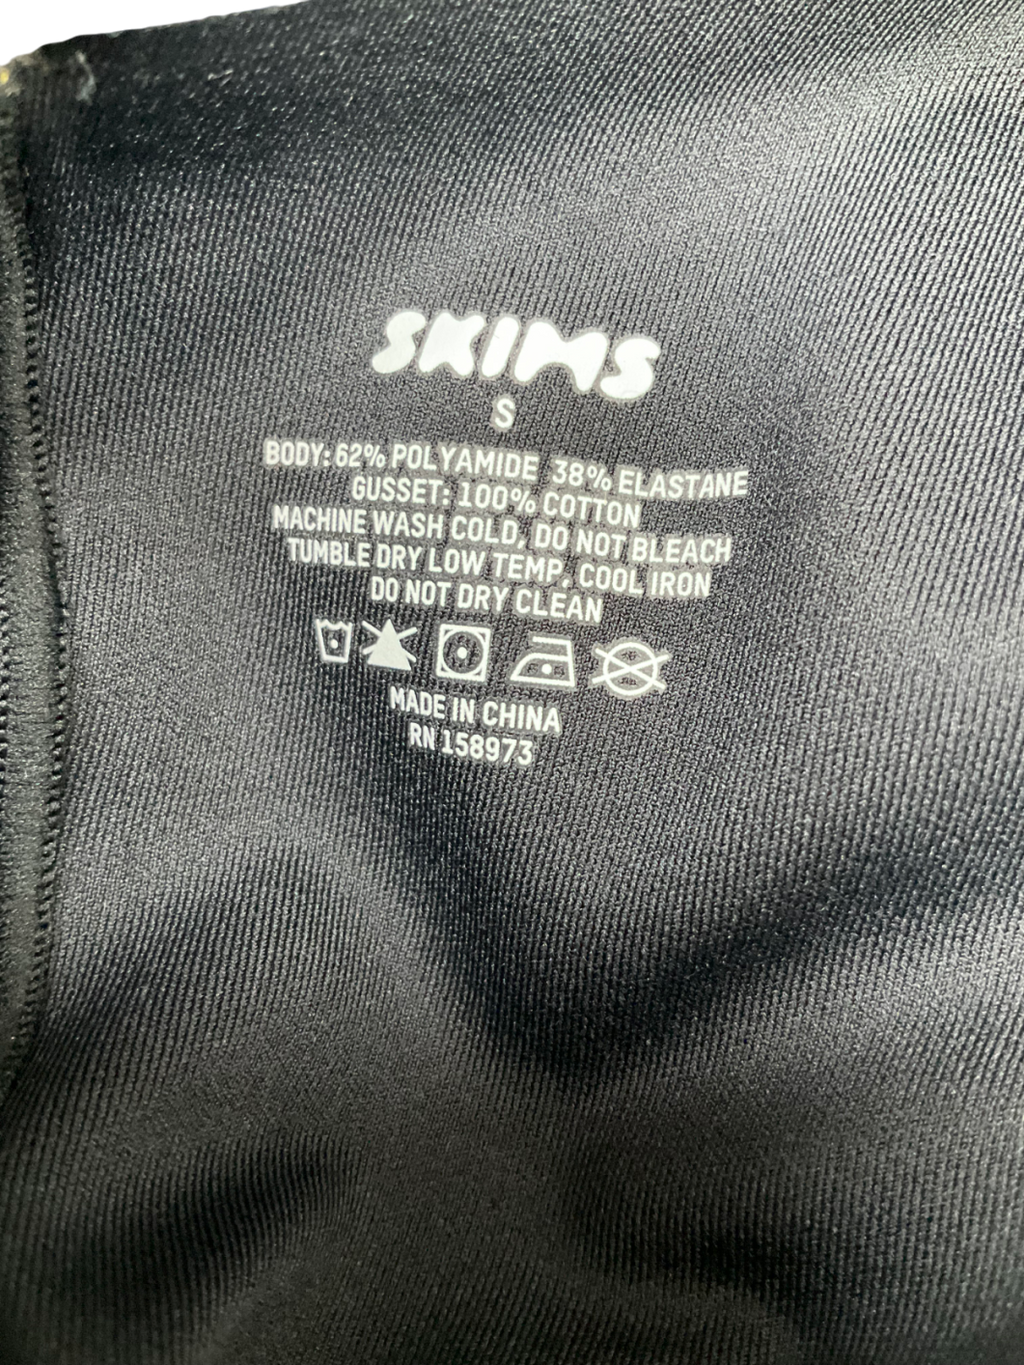 SKIMS
S
BODY: 62% POLYAMIDE 38% ELASTANE
GUSSET: 100% COTTON
MACHINE WASH COLD, DO NOT BLEACH
TUMBLE DRY LOW TEMP, COOL IRON
DO NOT DRY CLEAN
MADE IN CHINA
RN 158973